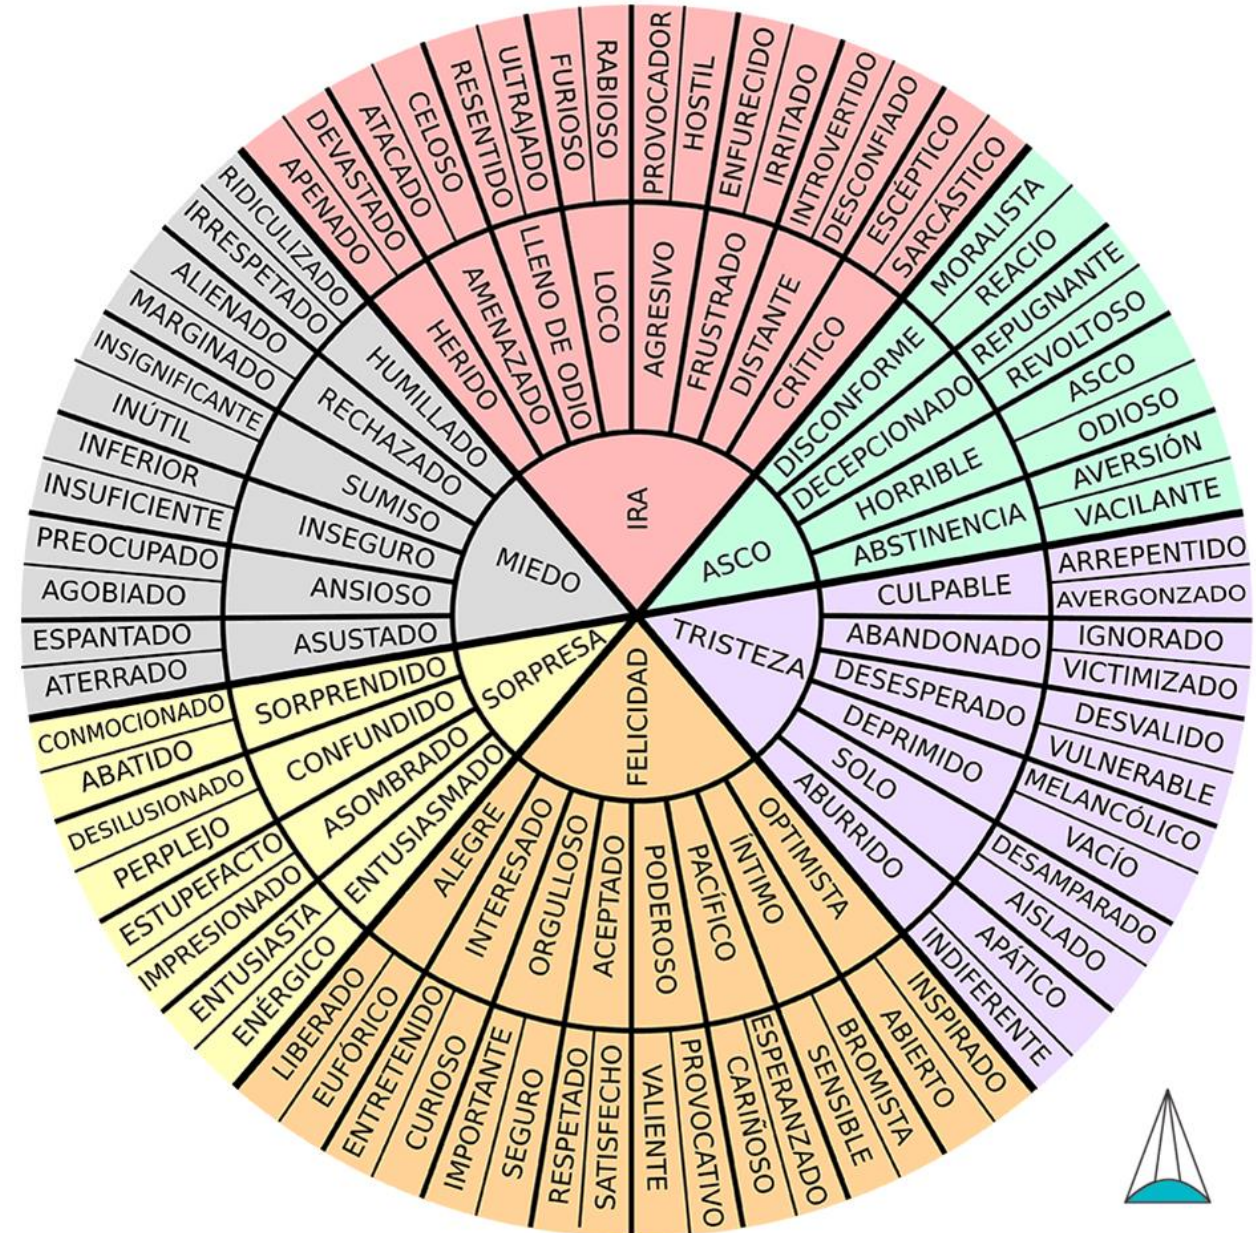 IRA
HERIDO
APENADO
DEVASTADO
AMENAZADO
ATACADO
CELOSO
LLENO DE ODIO
RESENTIDO
ULTRAJADO
LOCO
FURIOSO
RABIOSO
AGRESIVO
PROVOCADOR
HOSTIL
FRUSTRADO
ENFURECIDO
IRRITADO
DISTANTE
INTROVERTIDO
DESCONFIADO
CRÍTICO
ESCÉPTICO
SARCÁSTICO
ASCO
DISCONFORME
MORALISTA
REACIO
DECEPCIONADO
REPUGNANTE
REVOLTOSO
HORRIBLE
ASCO
ODIOSO
ABSTINENCIA
AVERSIÓN
VACILANTE
TRISTEZA
CULPABLE
ARREPENTIDO
AVERGONZADO
ABANDONADO
IGNORADO
VICTIMIZADO
DESESPERADO
DESVALIDO
VULNERABLE
DEPRIMIDO
MELANCÓLICO
VACÍO
SOLO
DESAMPARADO
AISLADO
ABURRIDO
APÁTICO
INDIFERENTE
FELICIDAD
OPTIMISTA
INSPIRADO
ABIERTO
ÍNTIMO
BROMISTA
SENSIBLE
PACÍFICO
ESPERANZADO
CARIÑOSO
PODEROSO
PROVOCATIVO
VALIENTE
ACEPTADO
SATISFECHO
RESPETADO
ORGULLOSO
SEGURO
IMPORTANTE
INTERESADO
CURIOSO
ENTRETENIDO
ALEGRE
EUFÓRICO
LIBERADO
SORPRESA
ENTUSIASMADO
ENÉRGICO
ENTUSIASTA
ASOMBRADO
IMPRESIONADO
ESTUPEFACTO
CONFUNDIDO
PERPLEJO
DESILUSIONADO
SORPRENDIDO
ABATIDO
CONMOCIONADO
MIEDO
ASUSTADO
ATERRADO
ESPANTADO
ANSIOSO
AGOBIADO
PREOCUPADO
INSEGURO
INSUFICIENTE
INFERIOR
SUMISO
INÚTIL
INSIGNIFICANTE
RECHAZADO
MARGINADO
ALIENADO
HUMILLADO
IRRESPETADO
RIDICULIZADO